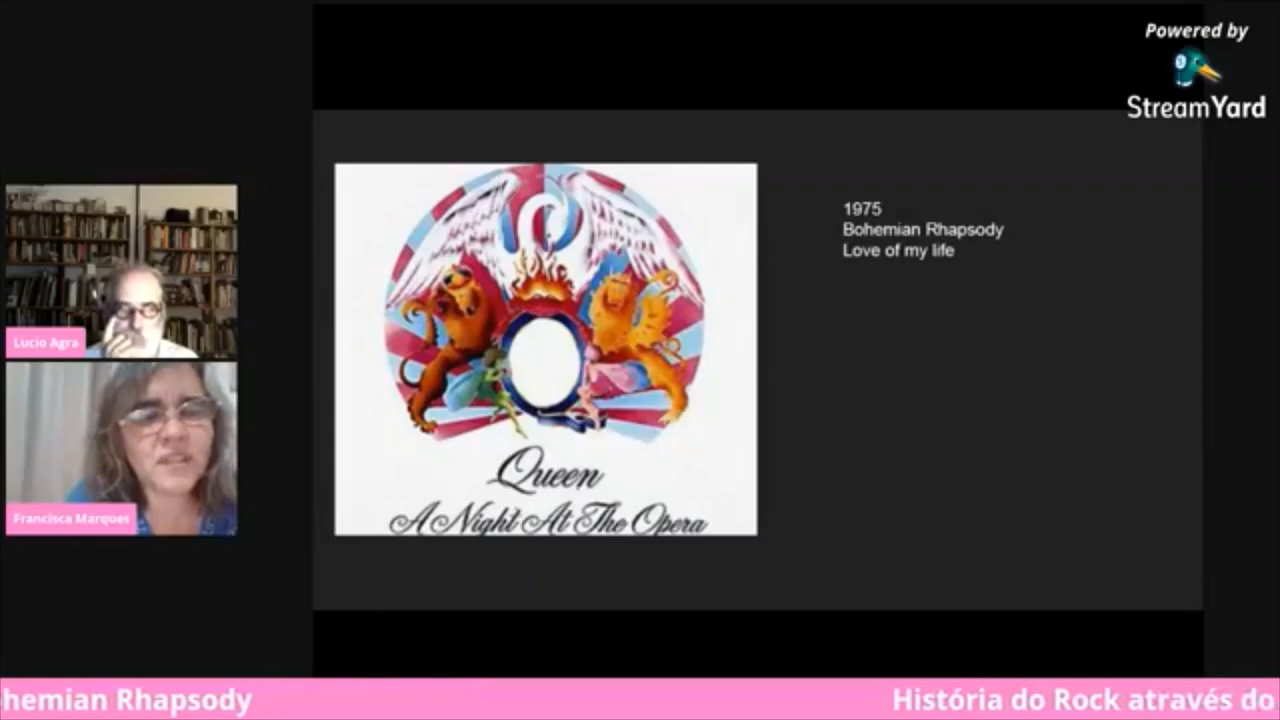 Powered by
StreamYard
1975
Bohemian Rhapsody
Love of my life
Lucio Agra
Francisca Marques
Queen
A Night At The Opera
hemian Rhapsody
História do Rock através do